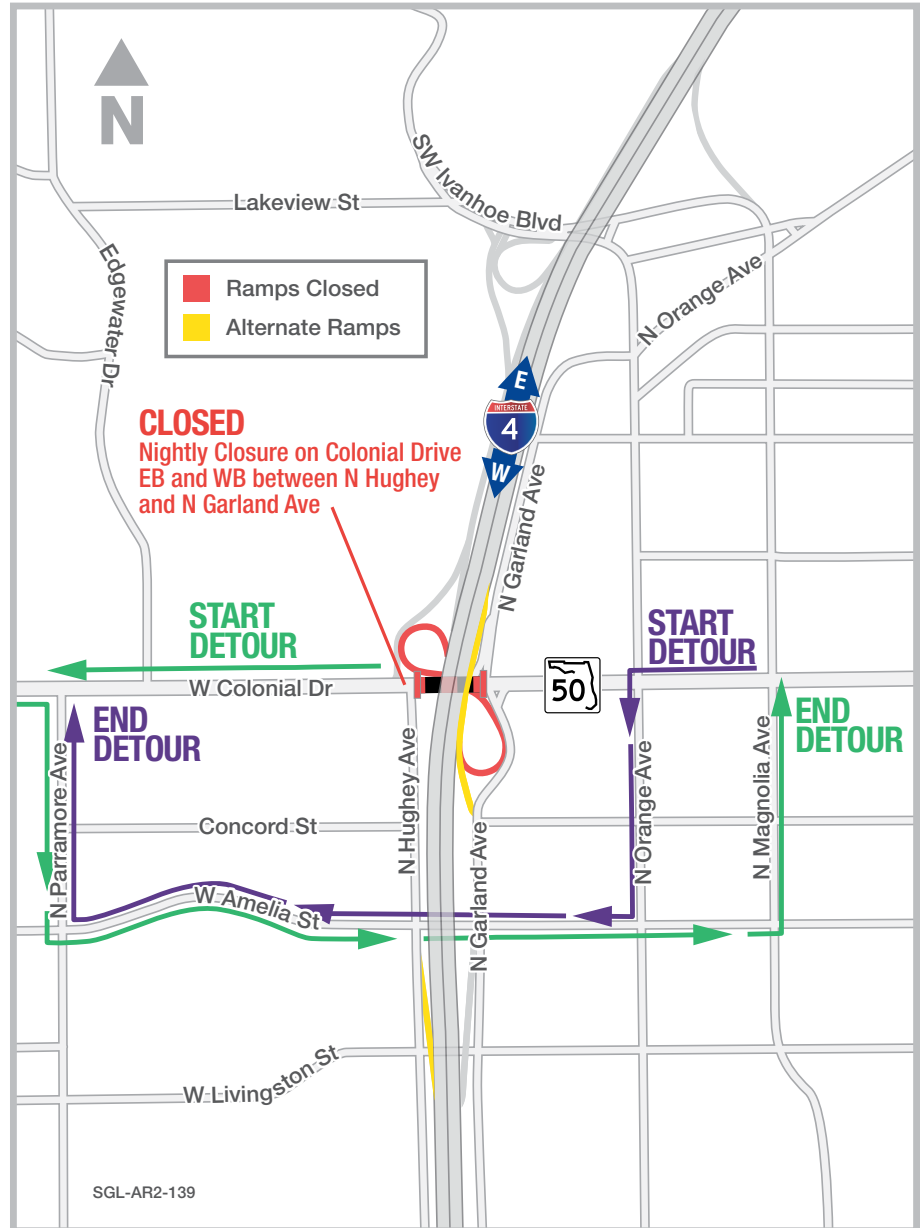 N
SW Ivanhoe Blvd
Lakeview St
Edgewater Dr
N Orange Ave
Ramps Closed
Alternate Ramps
E
INTERSTATE
4
W
CLOSED
Nightly Closure on Colonial Drive
EB and WB between N Hughey
and N Garland Ave
N Garland Ave
START
DETOUR
START
DETOUR
W Colonial Dr
50
END
DETOUR
END
DETOUR
N Parramore Ave
N Hughey Ave
N Orange Ave
N Magnolia Ave
Concord St
N Garland Ave
W Amelia St
W Livingston St
SGL-AR2-139